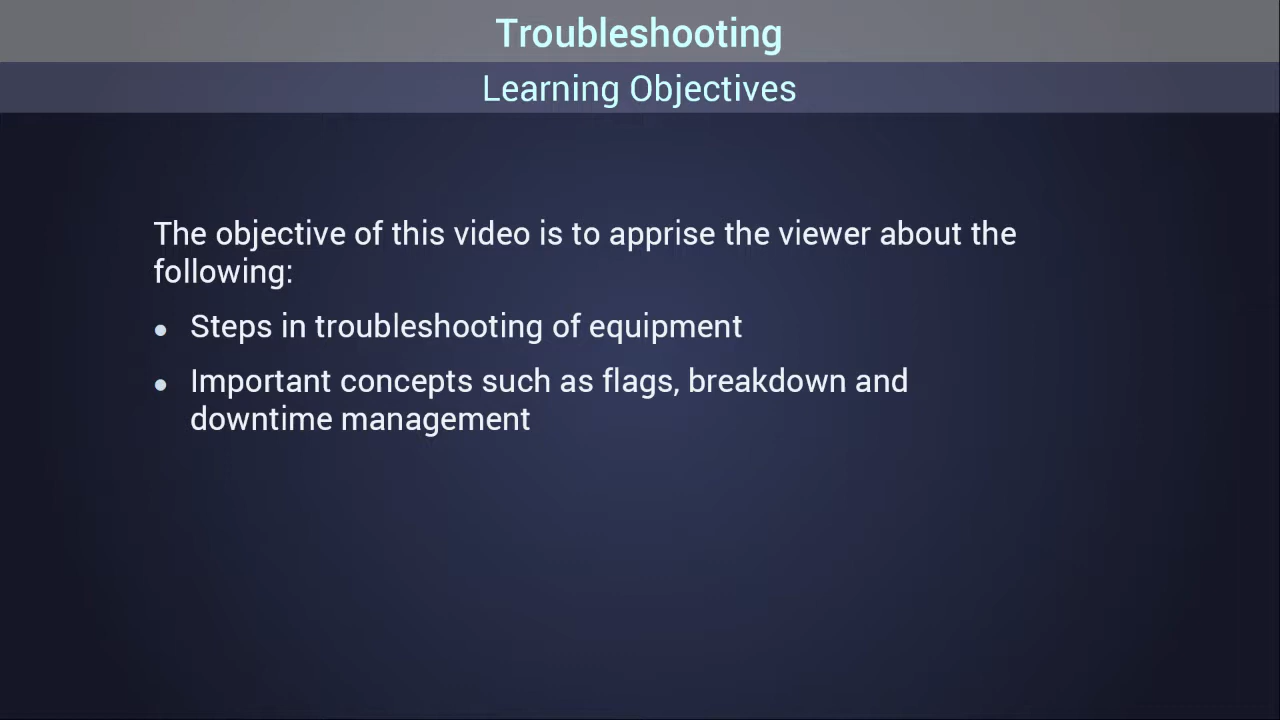 Troubleshooting
Learning Objectives
The objective of this video is to apprise the viewer about the
following:
● Steps in troubleshooting of equipment
● Important concepts such as flags, breakdown and
downtime management